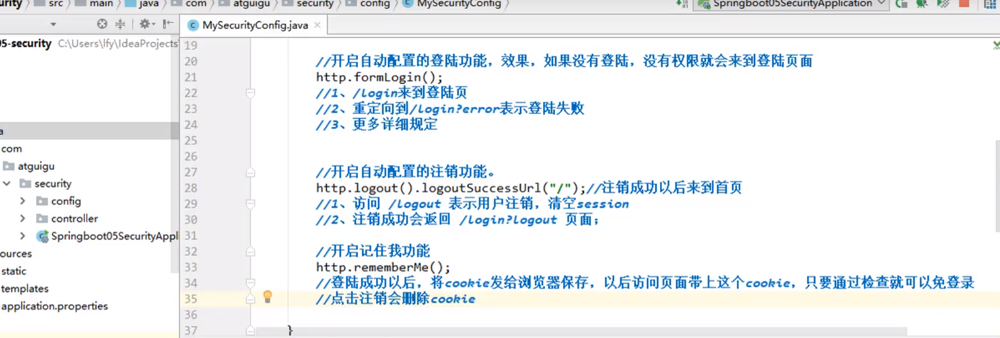 urity src main java com atguigu security config MySecurityConfig Springboot05SecurityApplication
MySecurityConfig.java
05-security C:\Users\lfy\IdeaProjects\
a
com
atguigu
security
config
controller
Springboot05SecurityAppl
ources
static
templates
application.properties
19
20 //开启自动配置的登陆功能，效果，如果没有登陆，没有权限就会来到登陆页面
21 http.formLogin();
22 //1、/login来到登陆页
23 //2、重定向到/login?error表示登陆失败
24 //3、更多详细规定
25
26
27 //开启自动配置的注销功能。
28 http.logout().logoutSuccessUrl("/");//注销成功以后来到首页
29 //1、访问 /logout 表示用户注销，清空session
30 //2、注销成功会返回 /login?logout 页面；
31
32 //开启记住我功能
33 http.rememberMe();
34 //登陆成功以后，将cookie发给浏览器保存，以后访问页面带上这个cookie，只要通过检查就可以免登录
35 //点击注销会删除cookie
36
37 }